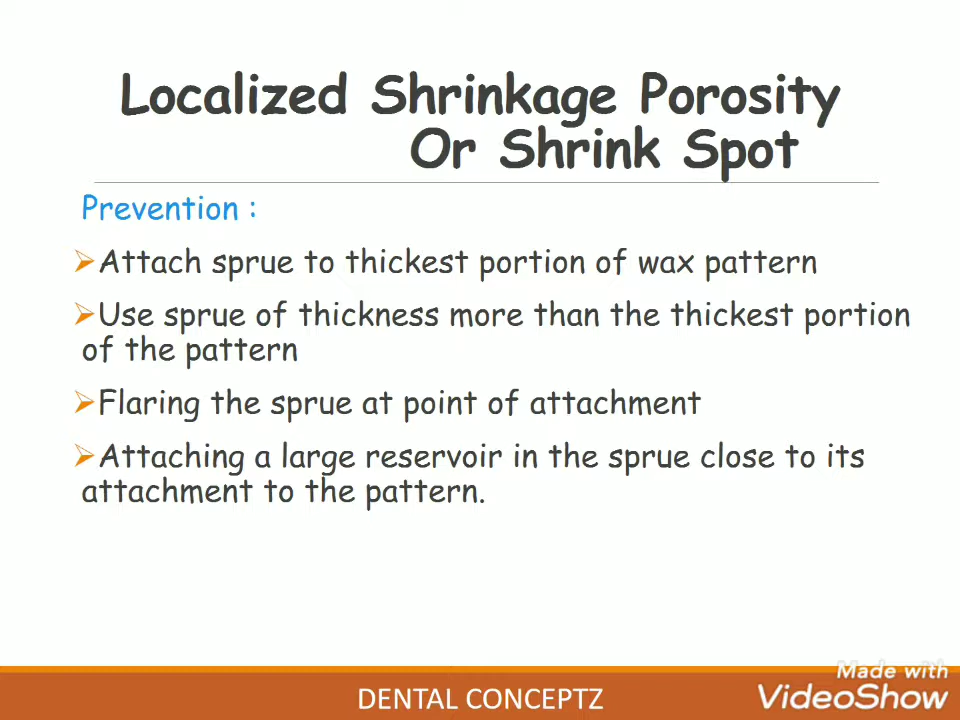 Localized Shrinkage Porosity
Or Shrink Spot
Prevention :
➢Attach sprue to thickest portion of wax pattern
➢Use sprue of thickness more than the thickest portion
of the pattern
➢Flaring the sprue at point of attachment
➢Attaching a large reservoir in the sprue close to its
attachment to the pattern.
Made with
VideoShow
DENTAL CONCEPTZ